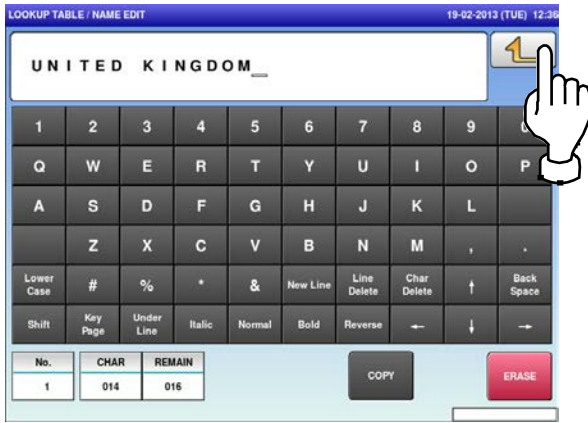 LOOKUP TABLE / NAME EDIT 19-02-2013 (TUE) 12:36
UNITED KINGDOM_
1 2 3 4 5 6 7 8 9
Q W E R T Y U I O P
A S D F G H J K L
Z X C V B N M , .
Lower Case # % * & New Line Line Delete Char Delete ↑ Back Space
Shift Key Page Under Line Italic Normal Bold Reverse ← ↓ →
No. CHAR REMAIN
1 014 016
COPY ERASE